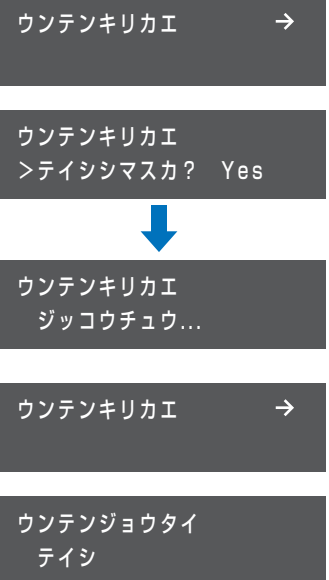 ウンテンキリカエ →
ウンテンキリカエ
＞テイシシマスカ？ Yes
ウンテンキリカエ
ジッコウチュウ...
ウンテンキリカエ →
ウンテンジョウタイ
テイシ